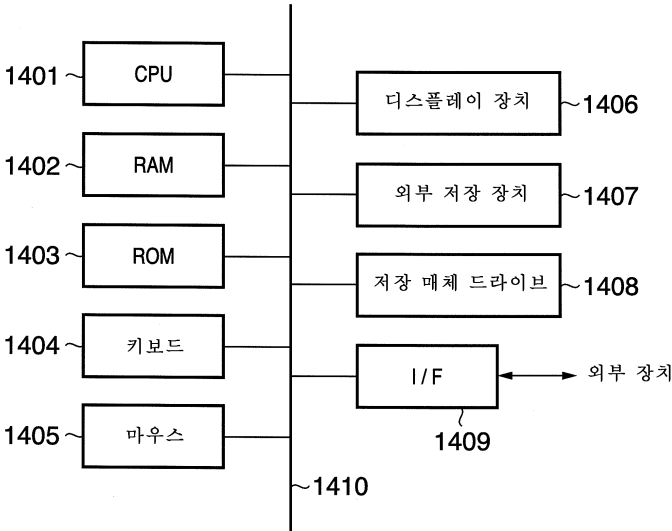 1401 CPU
1402 RAM
1403 ROM
1404 키보드
1405 마우스
디스플레이 장치 1406
외부 저장 장치 1407
저장 매체 드라이브 1408
I/F 외부 장치
1409
1410